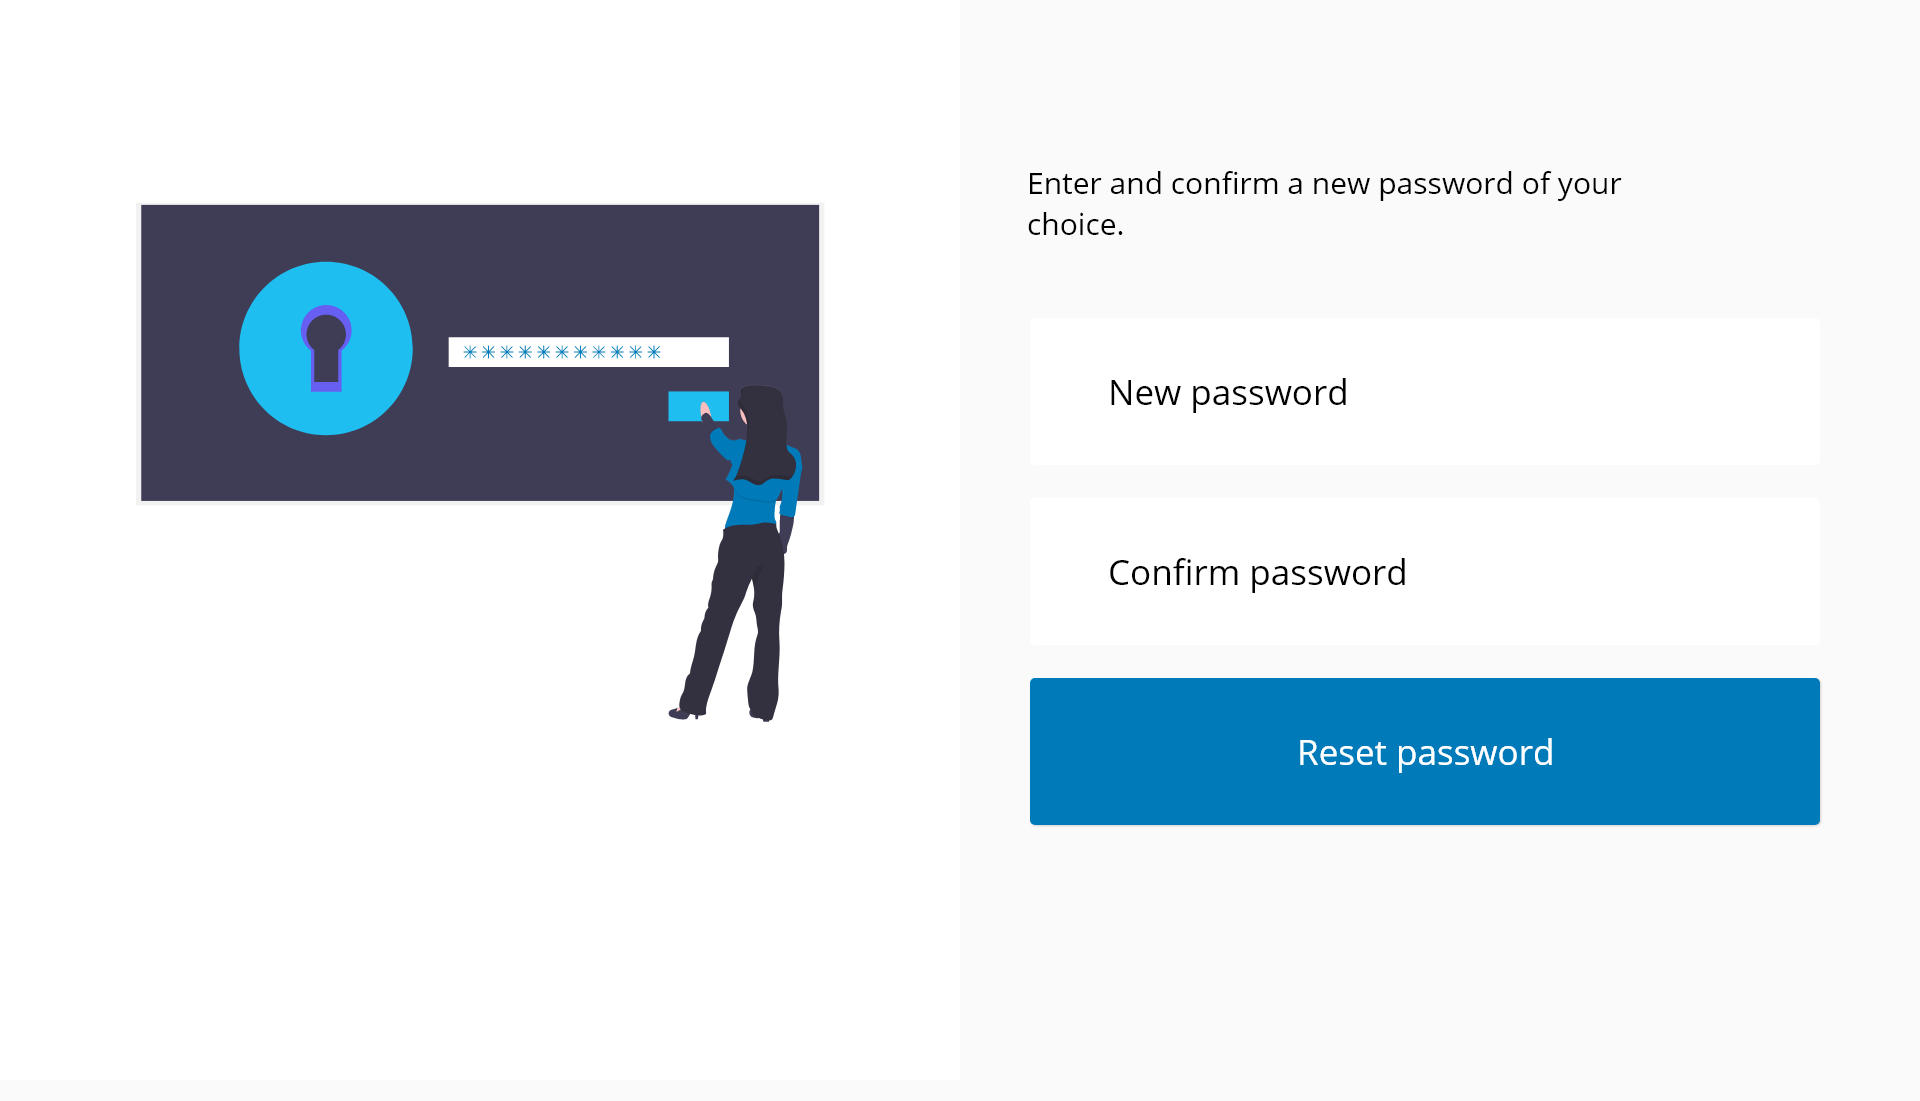 Enter and confirm a new password of your
choice.
***********
New password
Confirm password
Reset password